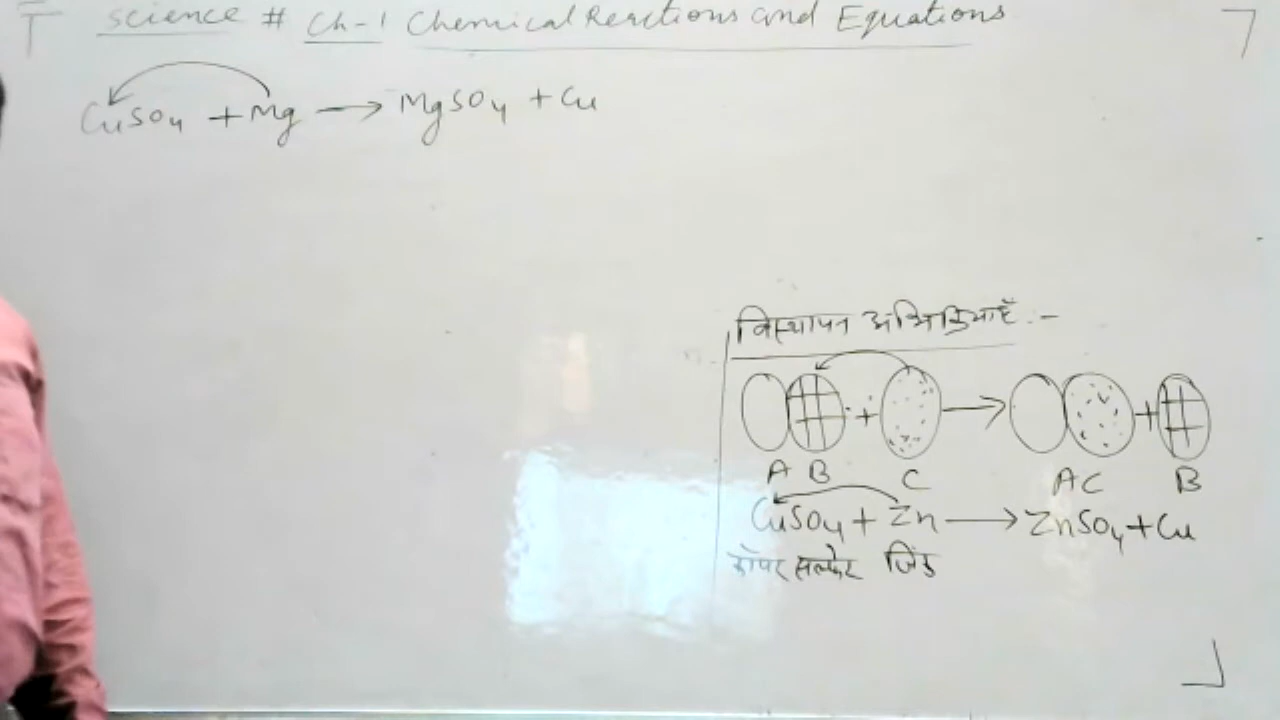 Science # Ch-1 Chemical Reactions and Equations
CuSO₄ + Mg → MgSO₄ + Cu
विस्थापन अभिक्रियाएँ :-
+ → +
A B C AC B
CuSO₄ + Zn → ZnSO₄ + Cu
कॉपर सल्फेट जिंक